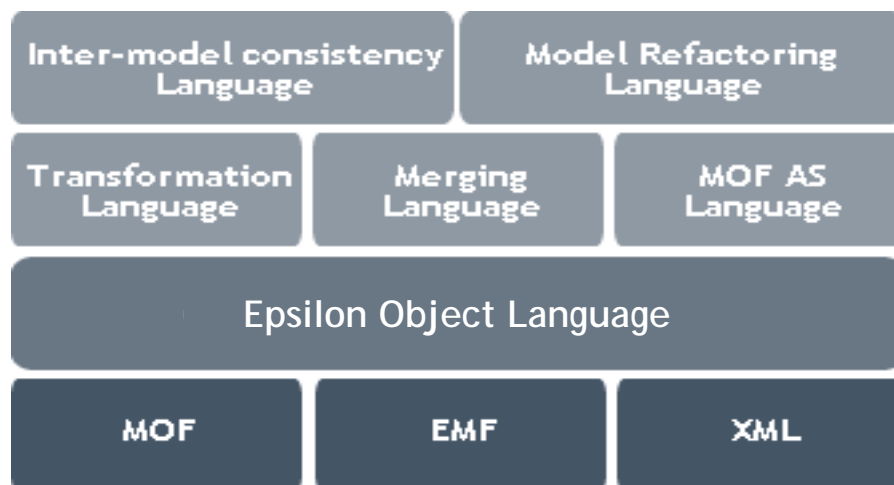 Inter-model consistency
Language
Model Refactoring
Language
Transformation
Language
Merging
Language
MOF AS
Language
Epsilon Object Language
MOF
EMF
XML